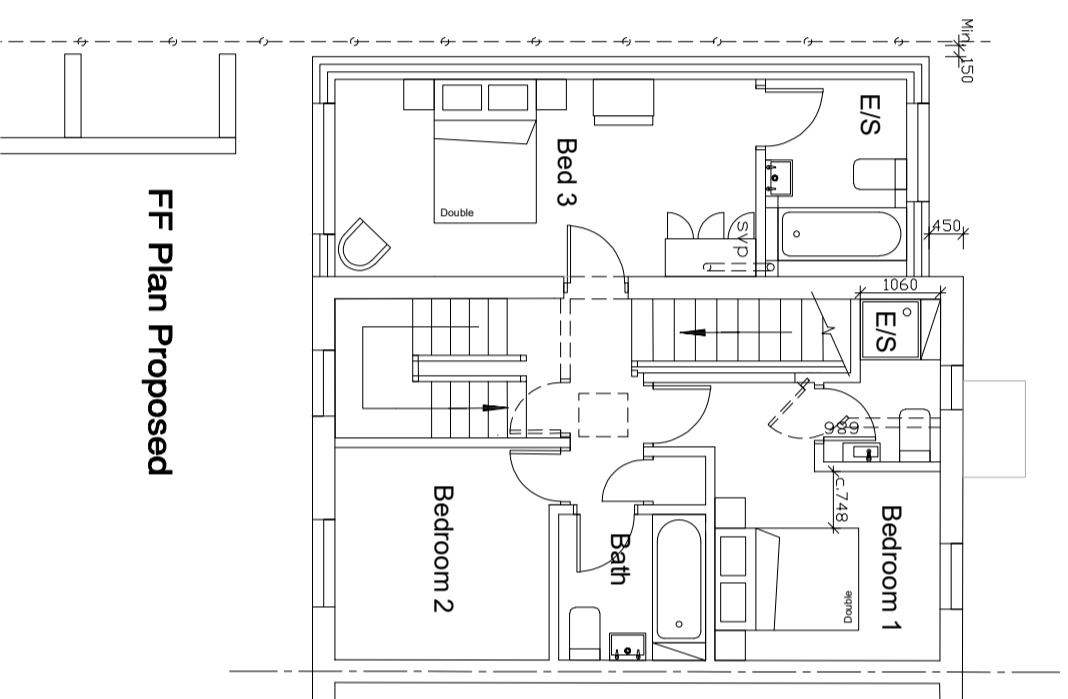 FF Plan Proposed
Min. 150
E/S
Bed 3
Double
svp
450
1060
E/S
989
c.748
Bedroom 1
Double
Bedroom 2
Bath